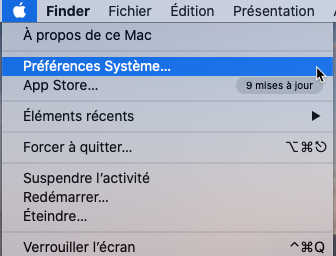 Finder Fichier Édition Présentation
À propos de ce Mac
Préférences Système...
App Store... 9 mises à jour
Éléments récents
Forcer à quitter... ⌥⌘⎋
Suspendre l'activité
Redémarrer...
Éteindre...
Verrouiller l'écran ^⌘Q